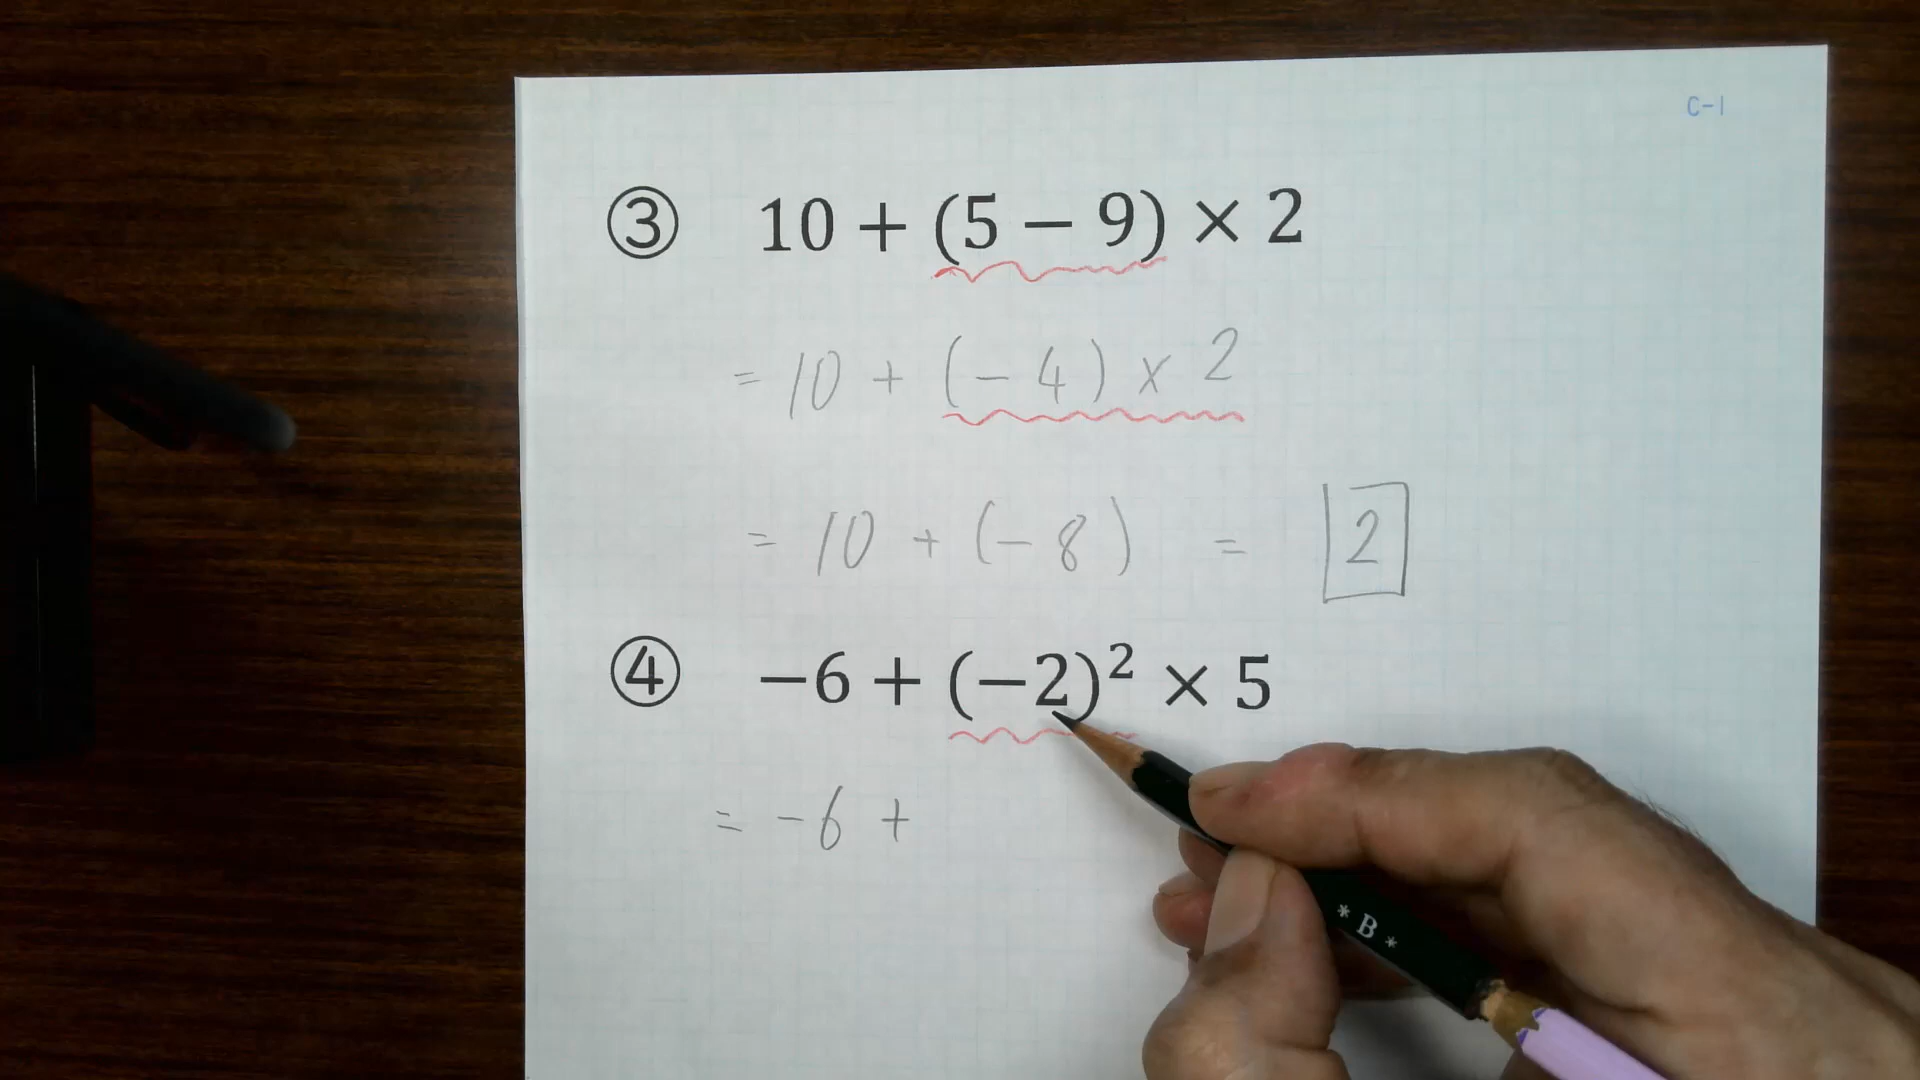 C-1
③ 10 + (5 − 9) × 2
= 10 + (-4) × 2
= 10 + (-8) = 2
④ −6 + (−2)² × 5
= -6 +
* B *